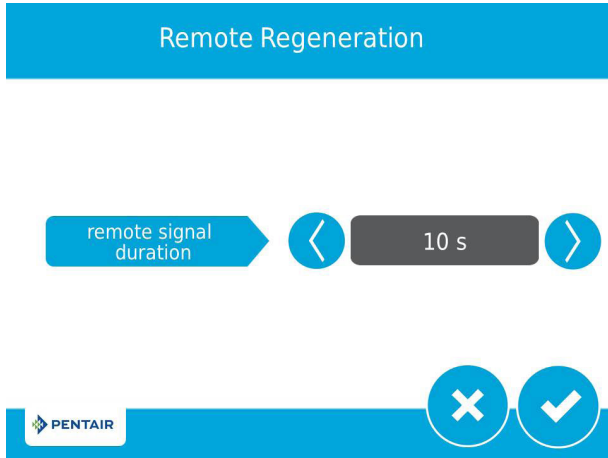 Remote Regeneration
remote signal
duration
10 s
PENTAIR